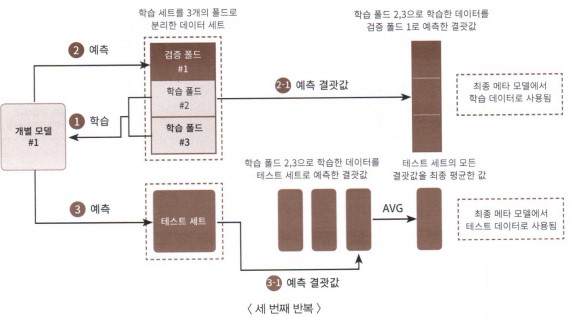 학습 세트를 3개의 폴드로
분리한 데이터 세트
학습 폴드 2,3으로 학습한 데이터를
검증 폴드 1로 예측한 결괏값
2 예측
검증 폴드
#1
학습 폴드
#2
학습 폴드
#3
2-1 예측 결괏값
최종 메타 모델에서
학습 데이터로 사용됨
개별 모델
#1
1 학습
학습 폴드 2,3으로 학습한 데이터를
테스트 세트로 예측한 결괏값
테스트 세트의 모든
결괏값을 최종 평균한 값
3 예측
테스트 세트
AVG
최종 메타 모델에서
테스트 데이터로 사용됨
3-1 예측 결괏값
〈 세 번째 반복 〉